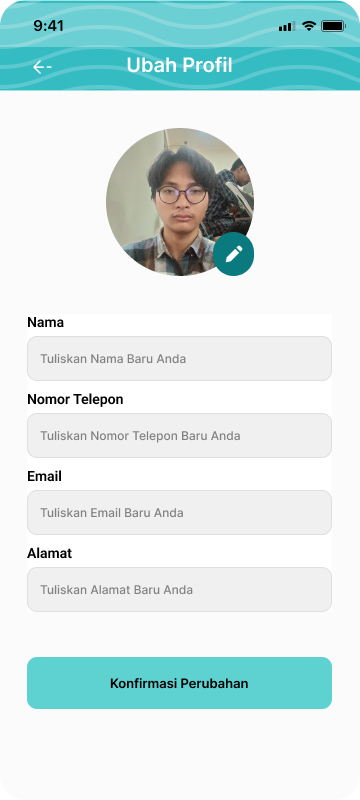 9:41
Ubah Profil
Nama
Tuliskan Nama Baru Anda
Nomor Telepon
Tuliskan Nomor Telepon Baru Anda
Email
Tuliskan Email Baru Anda
Alamat
Tuliskan Alamat Baru Anda
Konfirmasi Perubahan